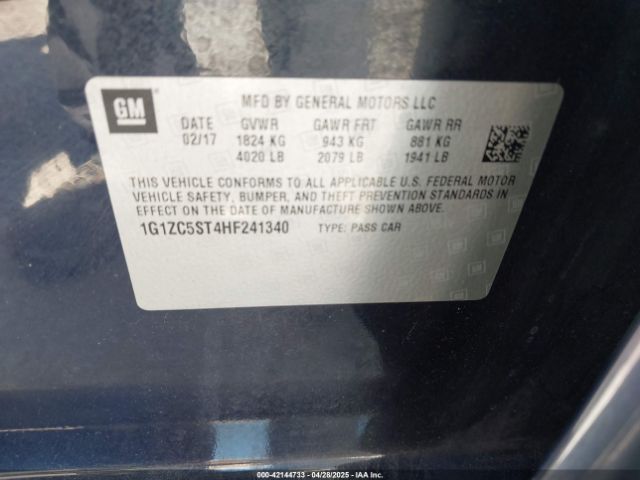 GM
MFD BY GENERAL MOTORS LLC
DATE GVWR GAWR FRT GAWR RR
02/17 1824 KG 943 KG 881 KG
4020 LB 2079 LB 1941 LB
THIS VEHICLE CONFORMS TO ALL APPLICABLE U.S. FEDERAL MOTOR
VEHICLE SAFETY, BUMPER, AND THEFT PREVENTION STANDARDS IN
EFFECT ON THE DATE OF MANUFACTURE SHOWN ABOVE.
1G1ZC5ST4HF241340 TYPE: PASS CAR
© - 42144733 - 04/28/2025 - IAA Inc.